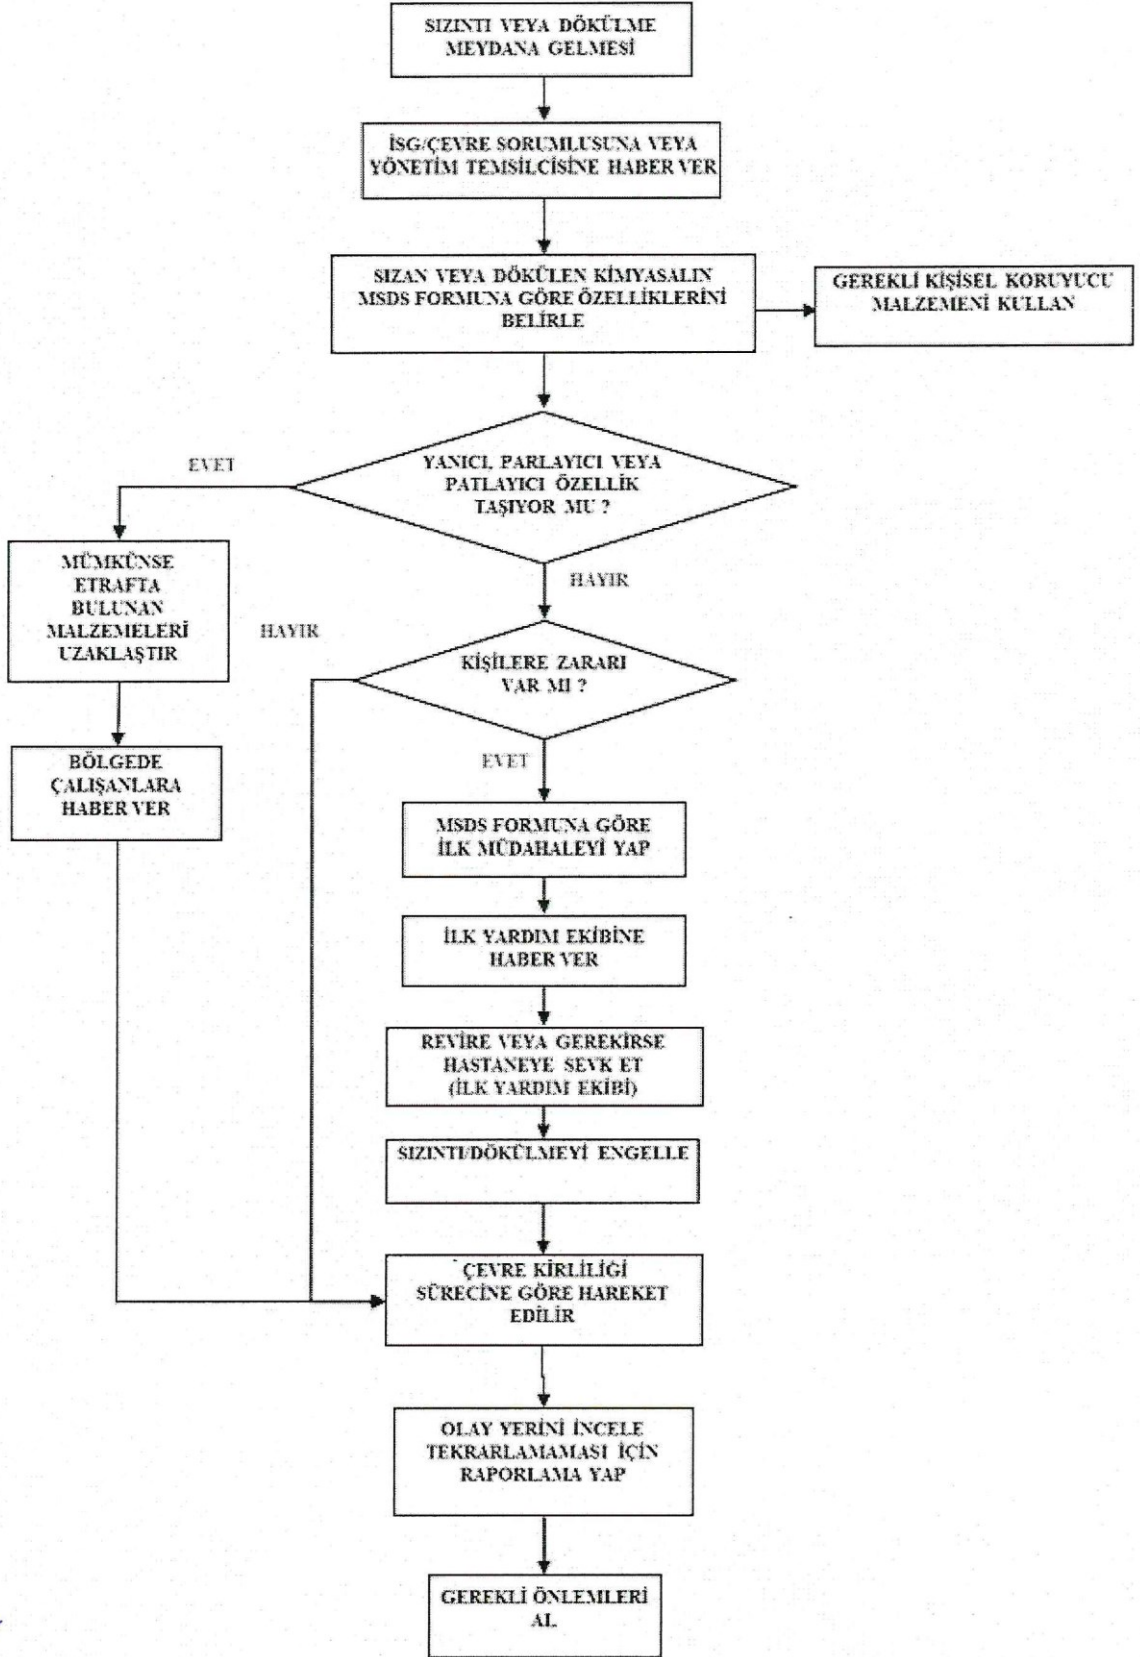 SIZINTI VEYA DÖKÜLME
MEYDANA GELMESİ
İSG/ÇEVRE SORUMLUSUNA VEYA
YÖNETİM TEMSİLCİSİNE HABER VER
SIZAN VEYA DÖKÜLEN KİMYASALIN
MSDS FORMUNA GÖRE ÖZELLİKLERİNİ
BELİRLE
GEREKLİ KİŞİSEL KORUYUCU
MALZEMENİ KULLAN
YANICI, PARLAYICI VEYA
PATLAYICI ÖZELLİK
TAŞIYOR MU ?
EVET
HAYIR
MÜMKÜNSE
ETRAFTA
BULUNAN
MALZEMELERİ
UZAKLAŞTIR
HAYIR
KİŞİLERE ZARARI
VAR MI ?
BÖLGEDE
ÇALIŞANLARA
HABER VER
EVET
MSDS FORMUNA GÖRE
İLK MÜDAHALEYİ YAP
İLK YARDIM EKİBİNE
HABER VER
REVİRE VEYA GEREKİRSE
HASTANEYE SEVK ET
(İLK YARDIM EKİBİ)
SIZINTI/DÖKÜLMEYİ ENGELLE
ÇEVRE KİRLİLİĞİ
SÜRECİNE GÖRE HAREKET
EDİLİR
OLAY YERİNİ İNCELE
TEKRARLAMAMASI İÇİN
RAPORLAMA YAP
GEREKLİ ÖNLEMLERİ
AL